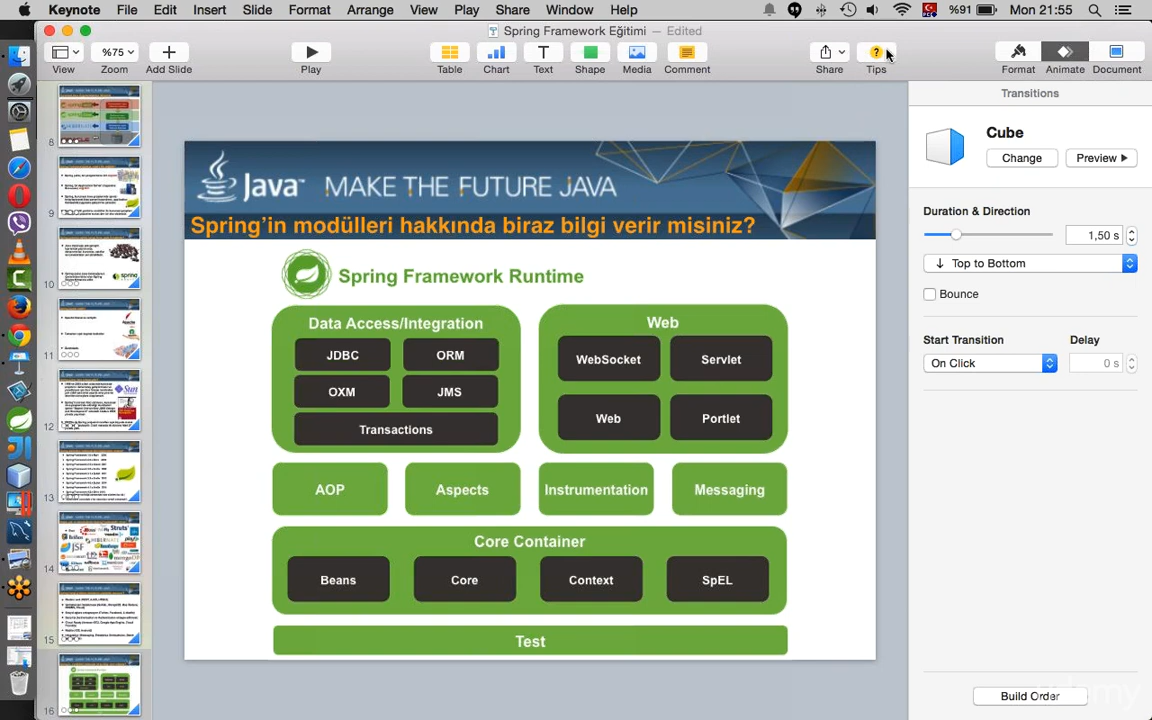 Keynote File Edit Insert Slide Format Arrange View Play Share Window Help %91 Mon 21:55
Spring Framework Eğitimi — Edited
%75
View Zoom Add Slide Play Table Chart Text Shape Media Comment Share Tips Format Animate Document
Transitions
Cube
Change Preview
Duration & Direction
1,50 s
↓ Top to Bottom
Bounce
Start Transition Delay
On Click 0 s
Build Order
8
9
10
11
12
13
14
15
16
Java™ MAKE THE FUTURE JAVA
Spring'in modülleri hakkında biraz bilgi verir misiniz?
Spring Framework Runtime
Data Access/Integration
JDBC ORM
OXM JMS
Transactions
Web
WebSocket Servlet
Web Portlet
AOP Aspects Instrumentation Messaging
Core Container
Beans Core Context SpEL
Test